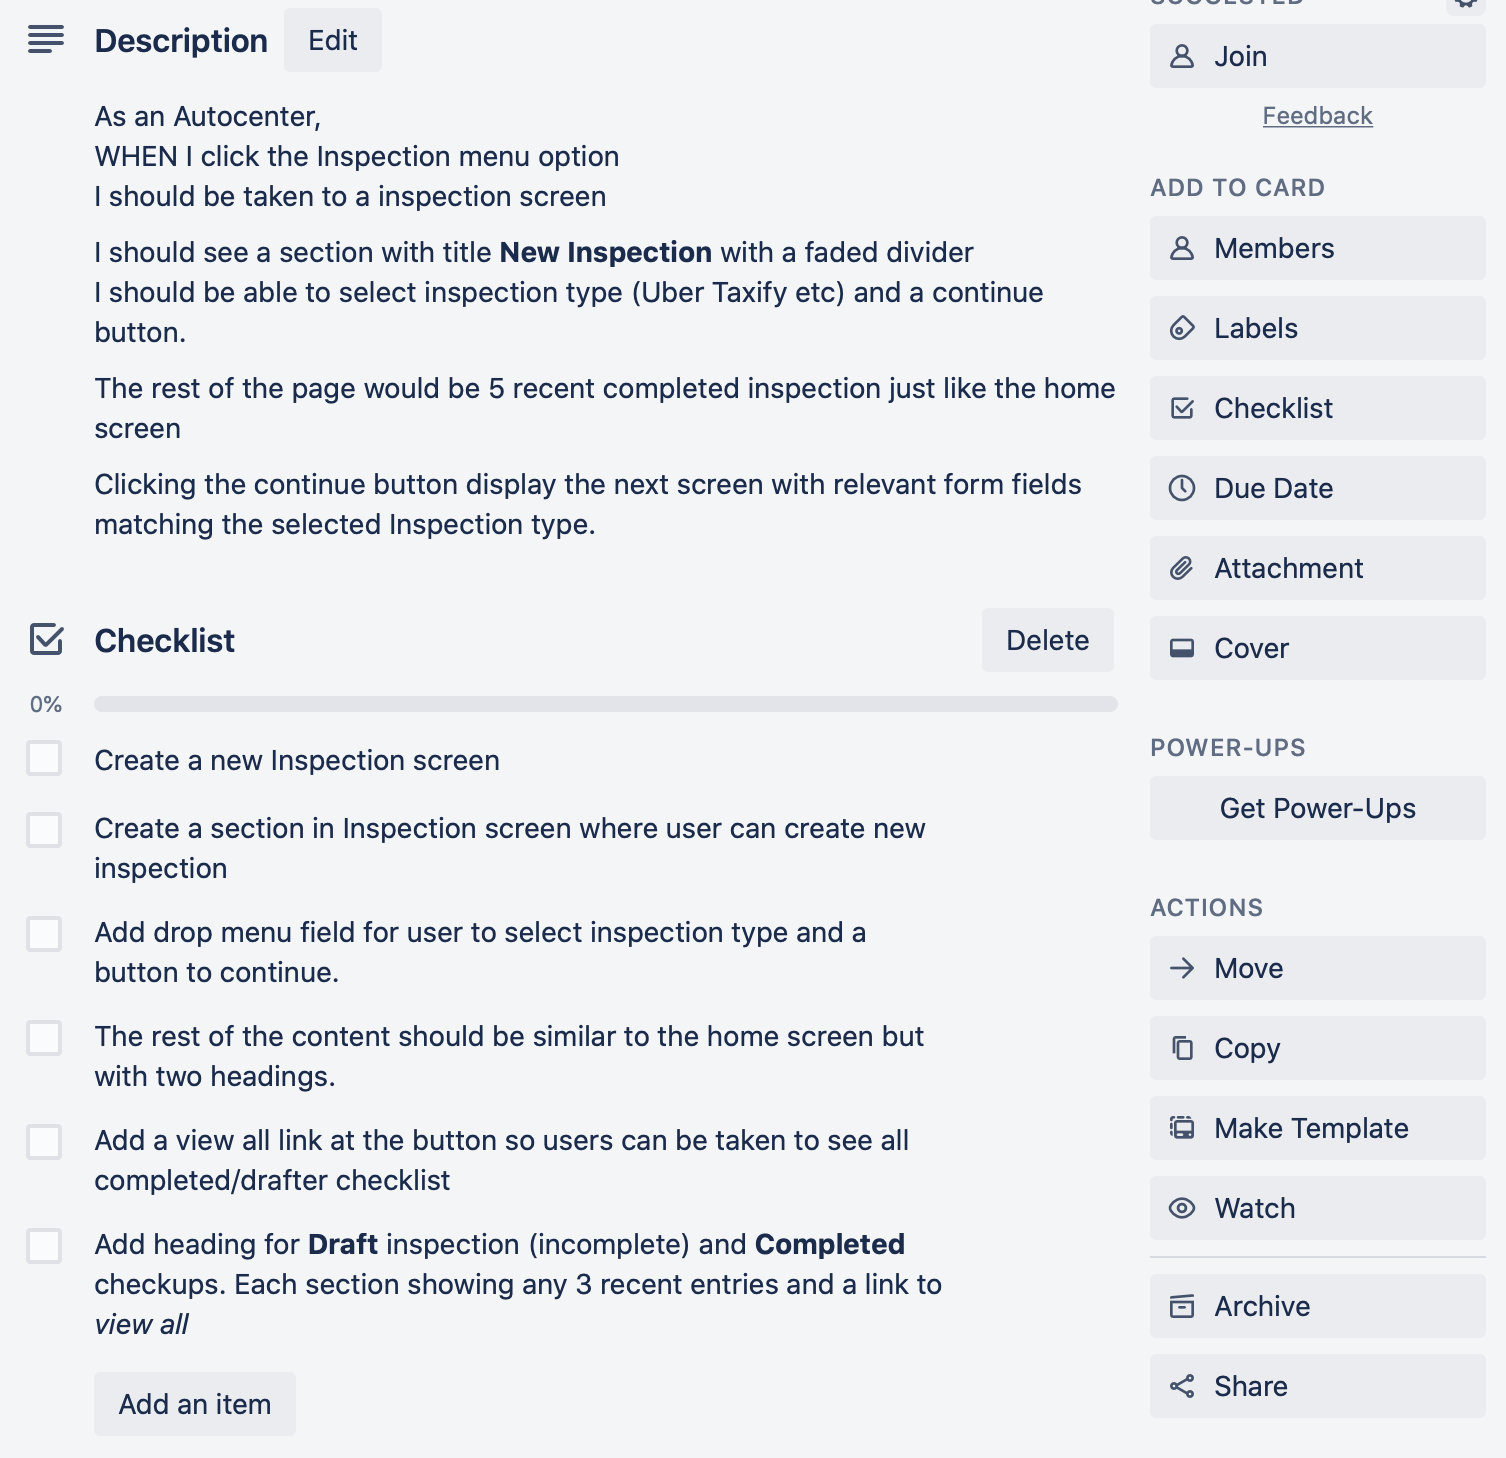 Description
Edit
As an Autocenter,
WHEN I click the Inspection menu option
I should be taken to a inspection screen
I should see a section with title New Inspection with a faded divider
I should be able to select inspection type (Uber Taxify etc) and a continue
button.
The rest of the page would be 5 recent completed inspection just like the home
screen
Clicking the continue button display the next screen with relevant form fields
matching the selected Inspection type.
Checklist
Delete
0%
Create a new Inspection screen
Create a section in Inspection screen where user can create new
inspection
Add drop menu field for user to select inspection type and a
button to continue.
The rest of the content should be similar to the home screen but
with two headings.
Add a view all link at the button so users can be taken to see all
completed/drafter checklist
Add heading for Draft inspection (incomplete) and Completed
checkups. Each section showing any 3 recent entries and a link to
view all
Add an item
SUGGESTED
Join
Feedback
ADD TO CARD
Members
Labels
Checklist
Due Date
Attachment
Cover
POWER-UPS
Get Power-Ups
ACTIONS
Move
Copy
Make Template
Watch
Archive
Share